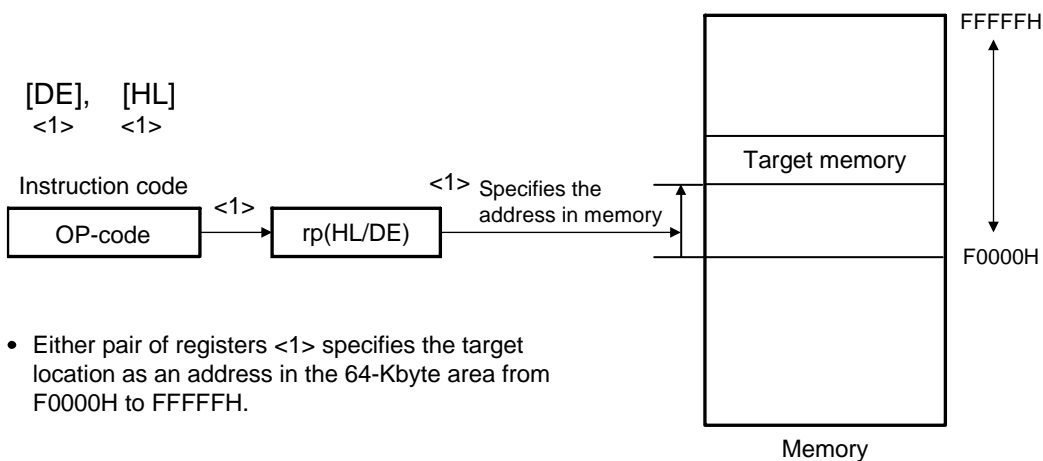 FFFFFH
[DE], [HL]
<1> <1>
Target memory
Instruction code
<1>
<1> Specifies the
address in memory
OP-code
rp(HL/DE)
F0000H
• Either pair of registers <1> specifies the target
location as an address in the 64-Kbyte area from
F0000H to FFFFFH.
Memory